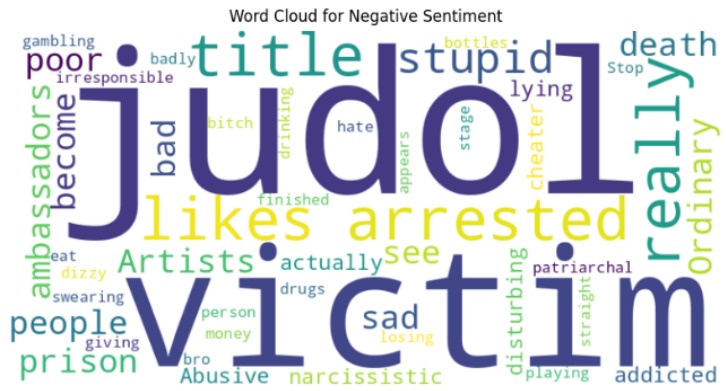 Word Cloud for Negative Sentiment
gambling
poor
irresponsible
badly
title
stupid
bottles
death
Stop
lying
judol
ambassadors
become
bad
bitch
drinking
hate
appears
stage
cheater
really
Ordinary
finished
likes
arrested
Artists
actually
see
eat
dizzy
swearing
giving
people
prison
victim
person
money
bro
Abusive
drugs
sad
losing
narcissistic
disturbing
patriarchal
straight
playing
addicted